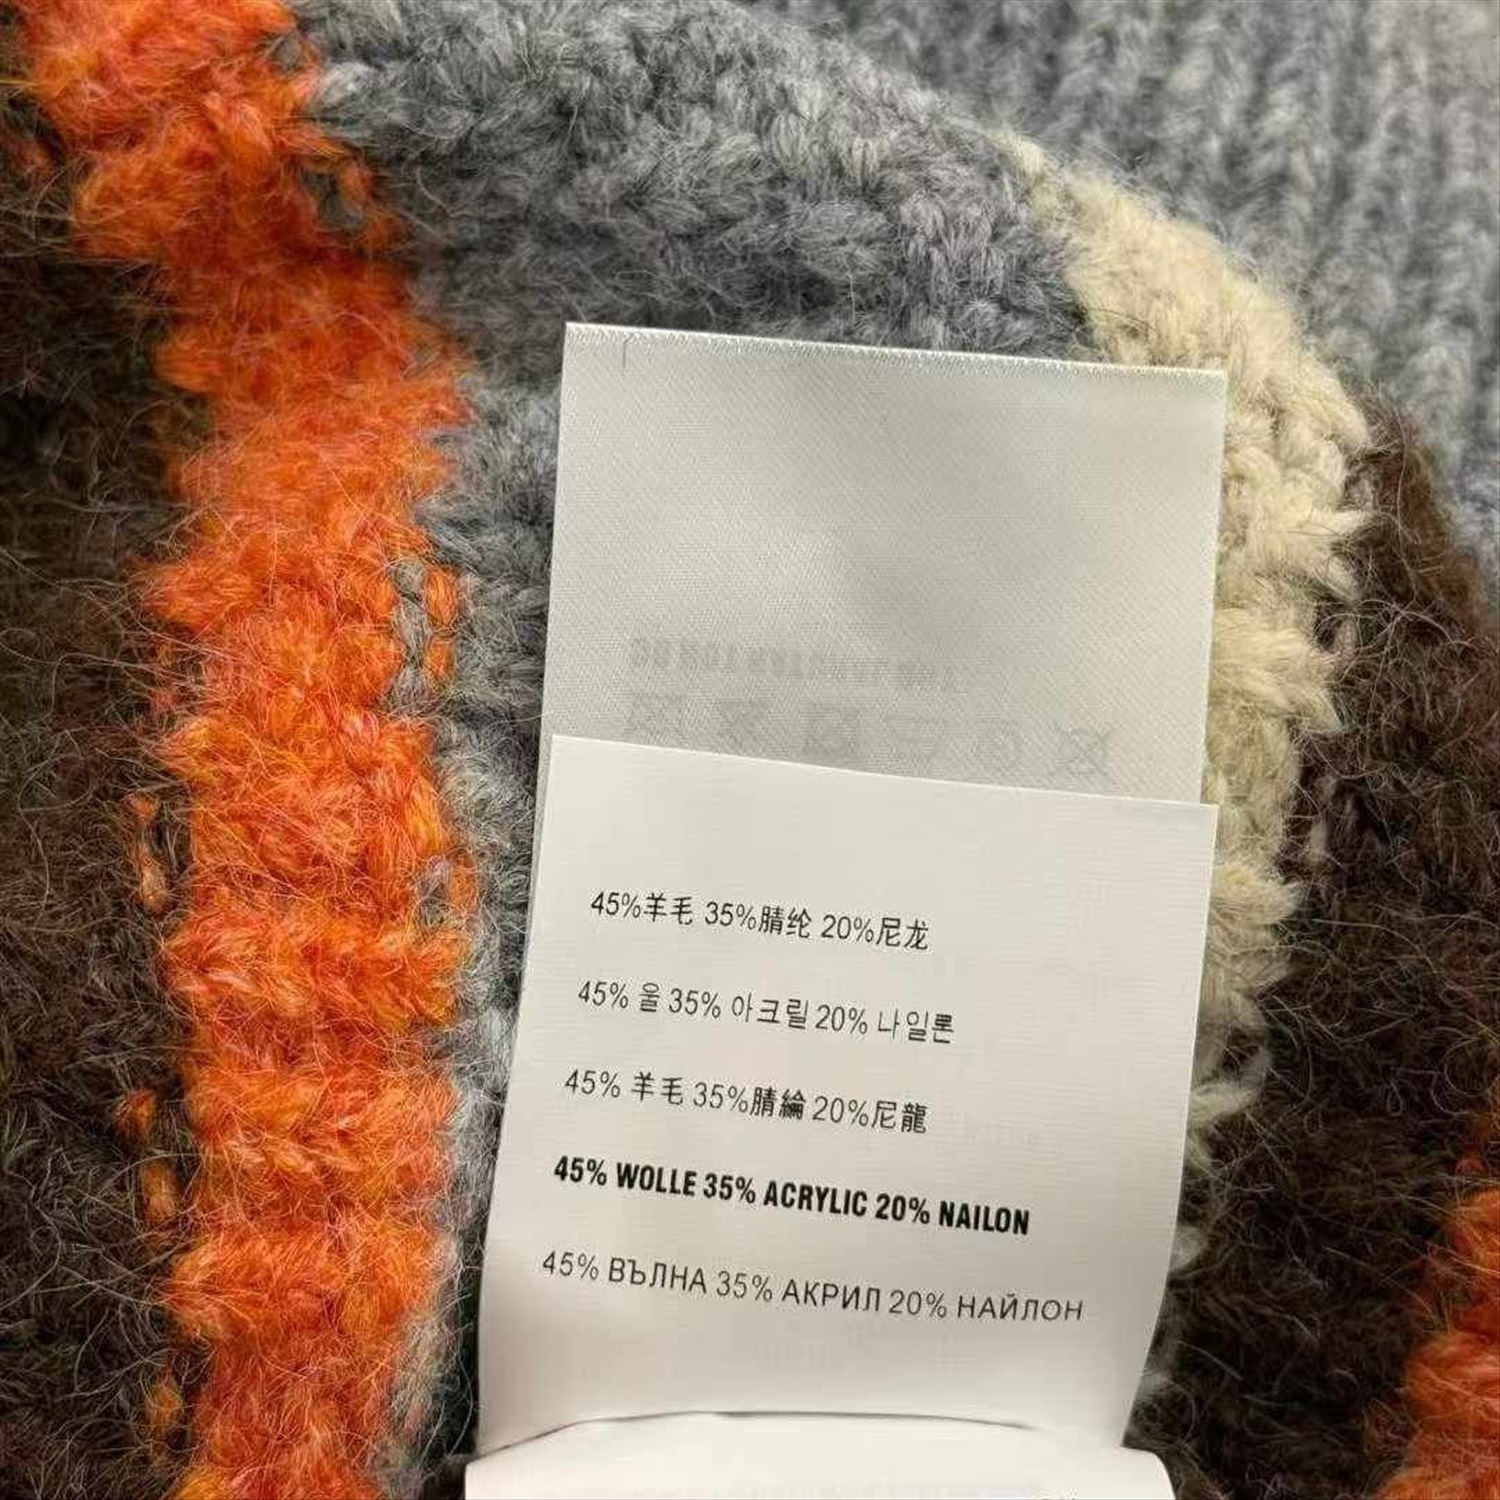 45%羊毛 35%腈纶 20%尼龙
45% 울 35% 아크릴 20% 나일론
45% 羊毛 35%腈綸 20%尼龍
45% WOLLE 35% ACRYLIC 20% NAILON
45% ВЪЛНА 35% АКРИЛ 20% НАЙЛОН